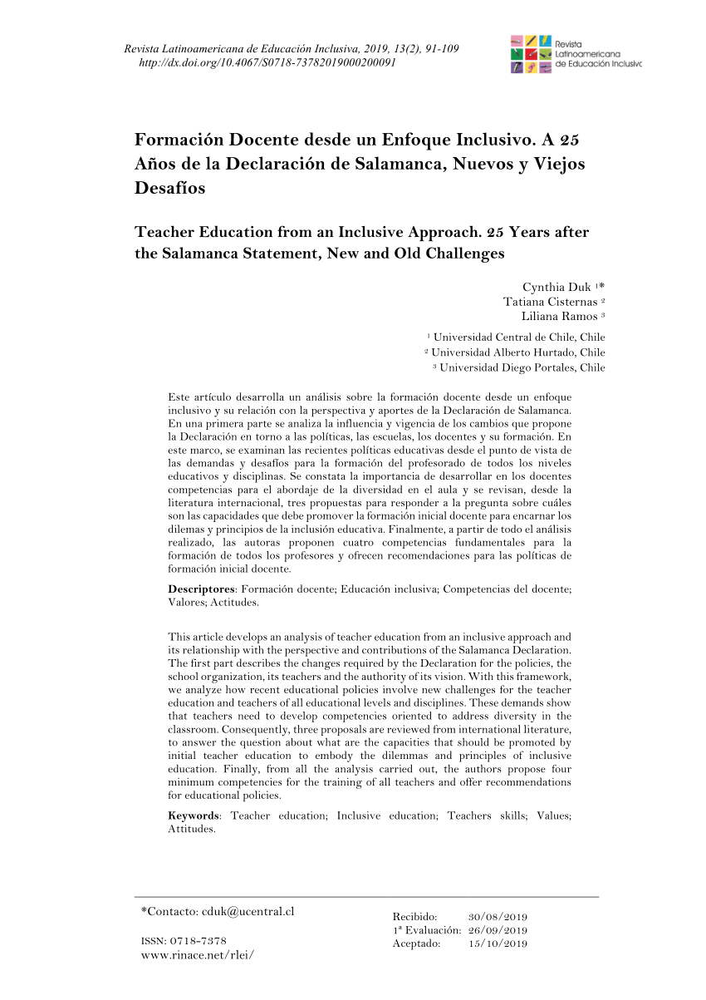 Revista Latinoamericana de Educación Inclusiva, 2019, 13(2), 91-109
http://dx.doi.org/10.4067/S0718-73782019000200091
Revista
Latinoamericana
de Educación Inclusiva
Formación Docente desde un Enfoque Inclusivo. A 25
Años de la Declaración de Salamanca, Nuevos y Viejos
Desafíos
Teacher Education from an Inclusive Approach. 25 Years after
the Salamanca Statement, New and Old Challenges
Cynthia Duk ¹*
Tatiana Cisternas ²
Liliana Ramos ³
¹ Universidad Central de Chile, Chile
² Universidad Alberto Hurtado, Chile
³ Universidad Diego Portales, Chile
Este artículo desarrolla un análisis sobre la formación docente desde un enfoque
inclusivo y su relación con la perspectiva y aportes de la Declaración de Salamanca.
En una primera parte se analiza la influencia y vigencia de los cambios que propone
la Declaración en torno a las políticas, las escuelas, los docentes y su formación. En
este marco, se examinan las recientes políticas educativas desde el punto de vista de
las demandas y desafíos para la formación del profesorado de todos los niveles
educativos y disciplinas. Se constata la importancia de desarrollar en los docentes
competencias para el abordaje de la diversidad en el aula y se revisan, desde la
literatura internacional, tres propuestas para responder a la pregunta sobre cuáles
son las capacidades que debe promover la formación inicial docente para encarnar los
dilemas y principios de la inclusión educativa. Finalmente, a partir de todo el análisis
realizado, las autoras proponen cuatro competencias fundamentales para la
formación de todos los profesores y ofrecen recomendaciones para las políticas de
formación inicial docente.
Descriptores: Formación docente; Educación inclusiva; Competencias del docente;
Valores; Actitudes.
This article develops an analysis of teacher education from an inclusive approach and
its relationship with the perspective and contributions of the Salamanca Declaration.
The first part describes the changes required by the Declaration for the policies, the
school organization, its teachers and the authority of its vision. With this framework,
we analyze how recent educational policies involve new challenges for the teacher
education and teachers of all educational levels and disciplines. These demands show
that teachers need to develop competencies oriented to address diversity in the
classroom. Consequently, three proposals are reviewed from international literature,
to answer the question about what are the capacities that should be promoted by
initial teacher education to embody the dilemmas and principles of inclusive
education. Finally, from all the analysis carried out, the authors propose four
minimum competencies for the training of all teachers and offer recommendations
for educational policies.
Keywords: Teacher education; Inclusive education; Teachers skills; Values;
Attitudes.
*Contacto: cduk@ucentral.cl
ISSN: 0718-7378
www.rinace.net/rlei/
Recibido: 30/08/2019
1ª Evaluación: 26/09/2019
Aceptado: 15/10/2019